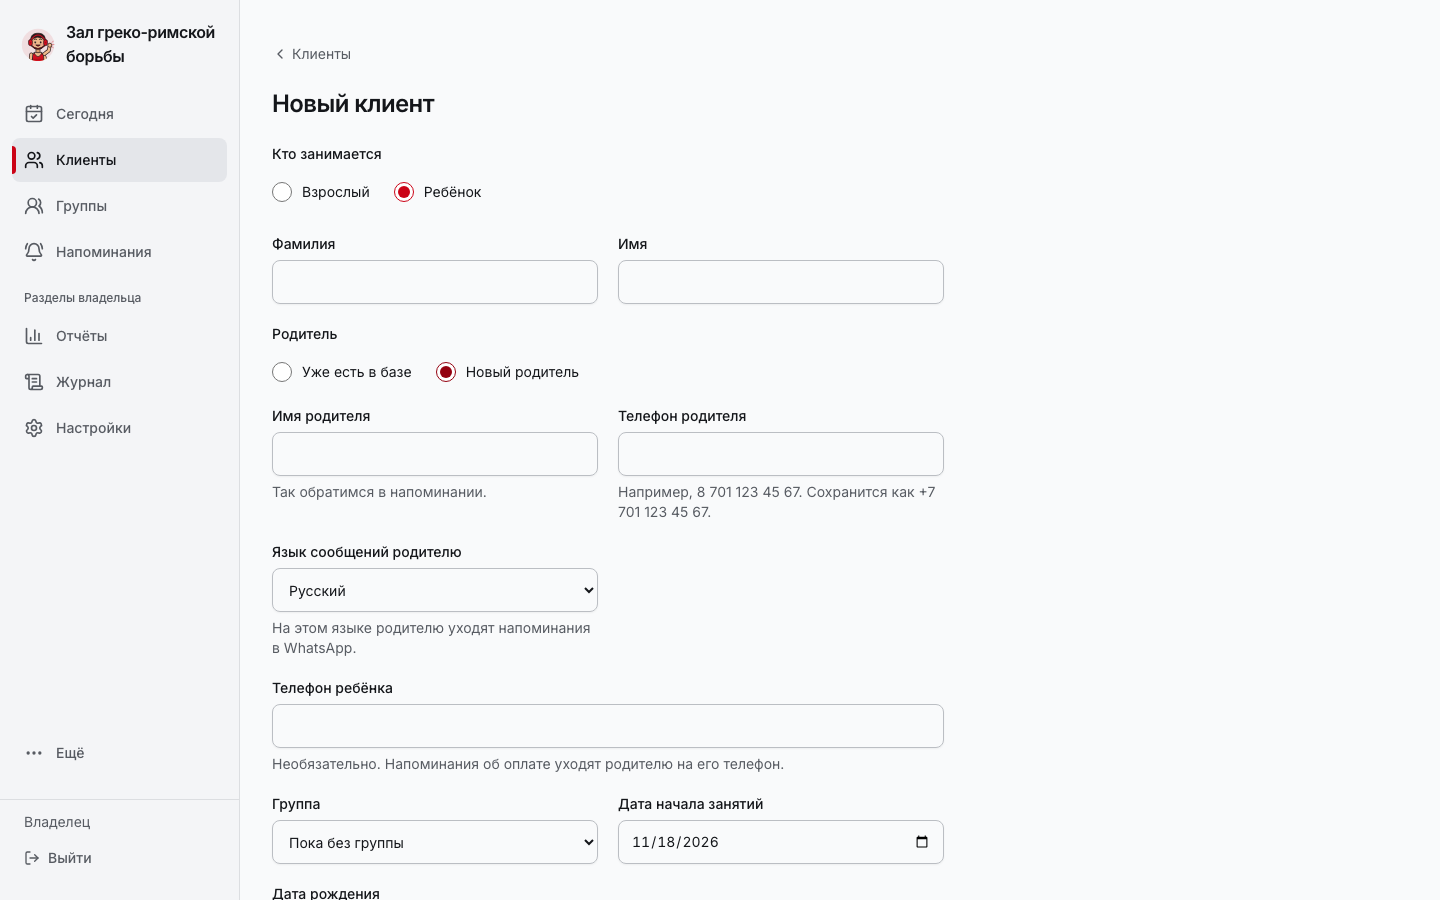 Зал греко-римской
борьбы
Сегодня
Клиенты
Группы
Напоминания
Разделы владельца
Отчёты
Журнал
Настройки
Ещё
Владелец
Выйти
Клиенты
Новый клиент
Кто занимается
Взрослый
Ребёнок
Фамилия
Имя
Родитель
Уже есть в базе
Новый родитель
Имя родителя
Телефон родителя
Так обратимся в напоминании.
Например, 8 701 123 45 67. Сохранится как +7
701 123 45 67.
Язык сообщений родителю
Русский
На этом языке родителю уходят напоминания
в WhatsApp.
Телефон ребёнка
Необязательно. Напоминания об оплате уходят родителю на его телефон.
Группа
Дата начала занятий
Пока без группы
11/18/2026
Дата рождения